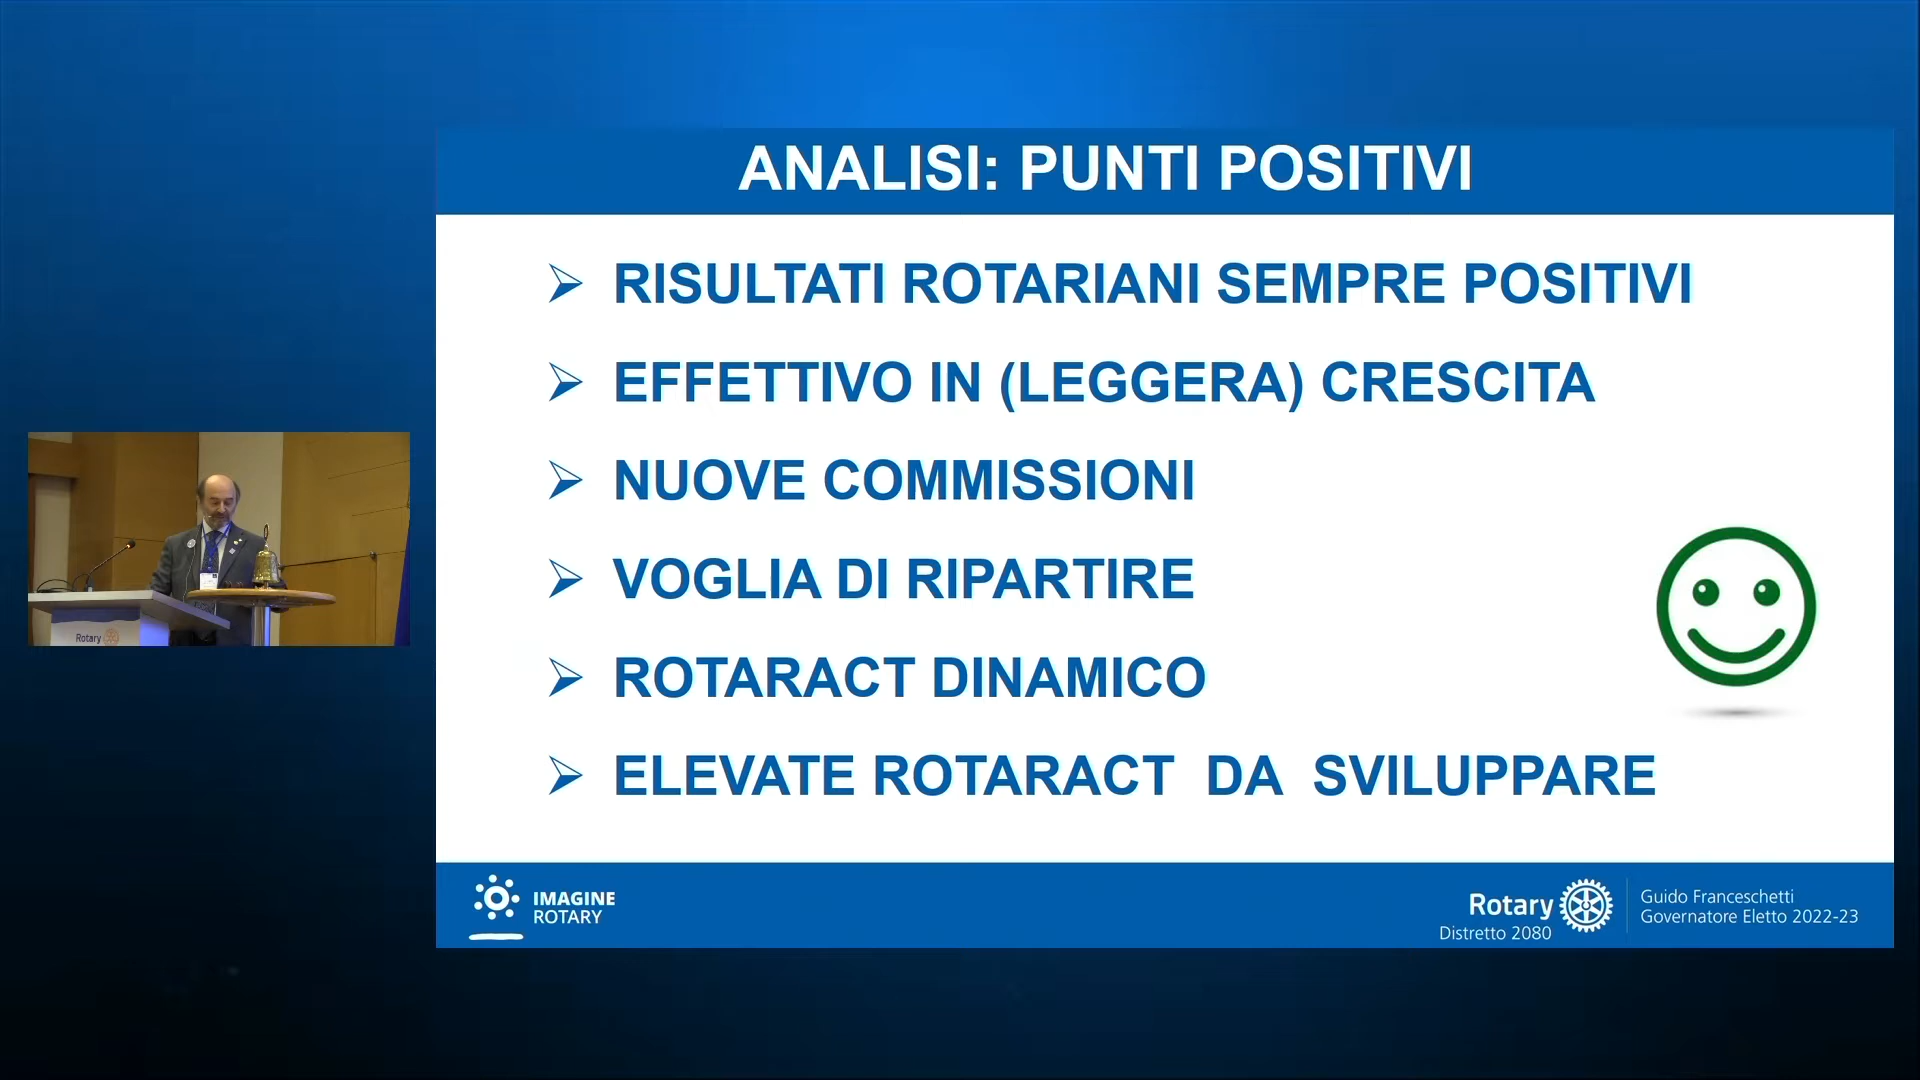 ANALISI: PUNTI POSITIVI
RISULTATI ROTARIANI SEMPRE POSITIVI
EFFETTIVO IN (LEGGERA) CRESCITA
NUOVE COMMISSIONI
VOGLIA DI RIPARTIRE
ROTARACT DINAMICO
ELEVATE ROTARACT DA SVILUPPARE
Rotary
IMAGINE
ROTARY
Rotary
Distretto 2080
Guido Franceschetti
Governatore Eletto 2022-23